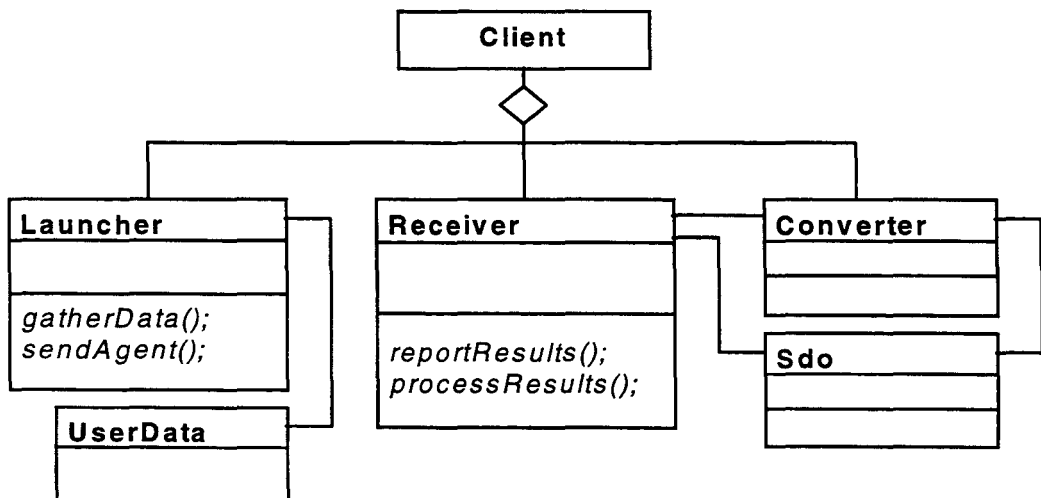 Client
Launcher
gatherData();
sendAgent();
UserData
Receiver
reportResults();
processResults();
Converter
Sdo